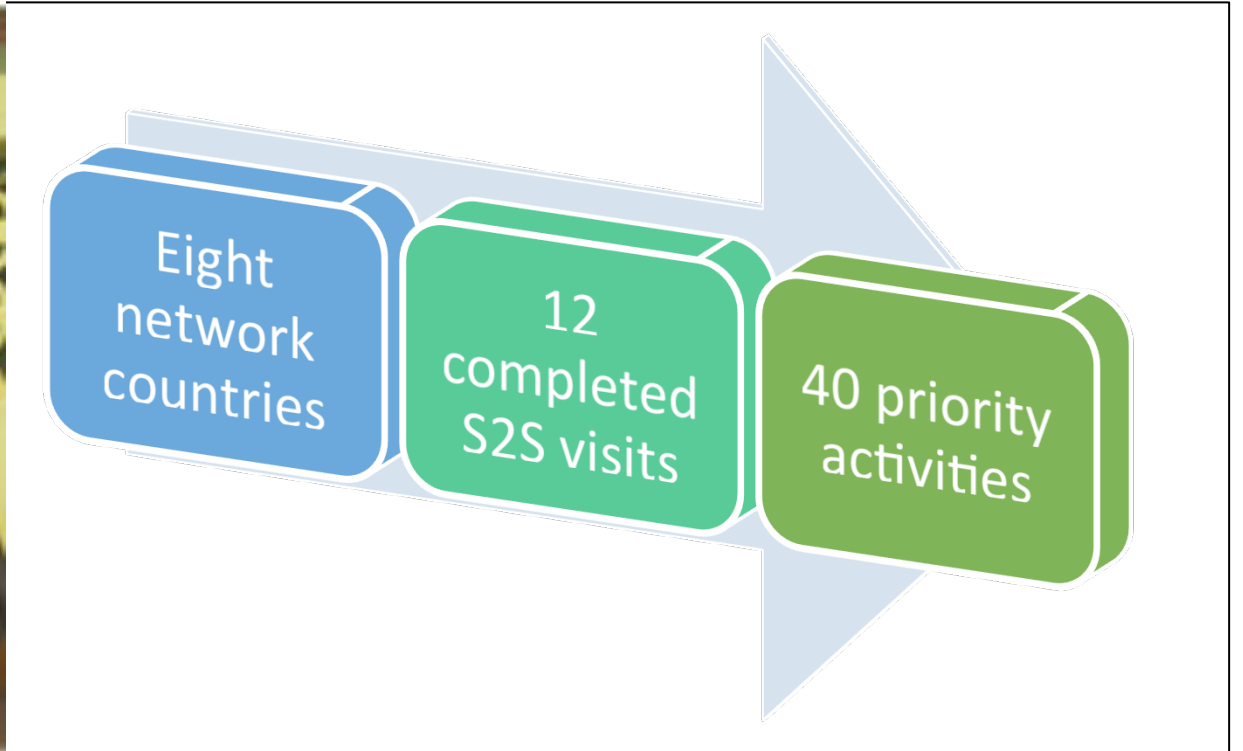 Eight
network
countries
12
completed
S2S visits
40 priority
activities